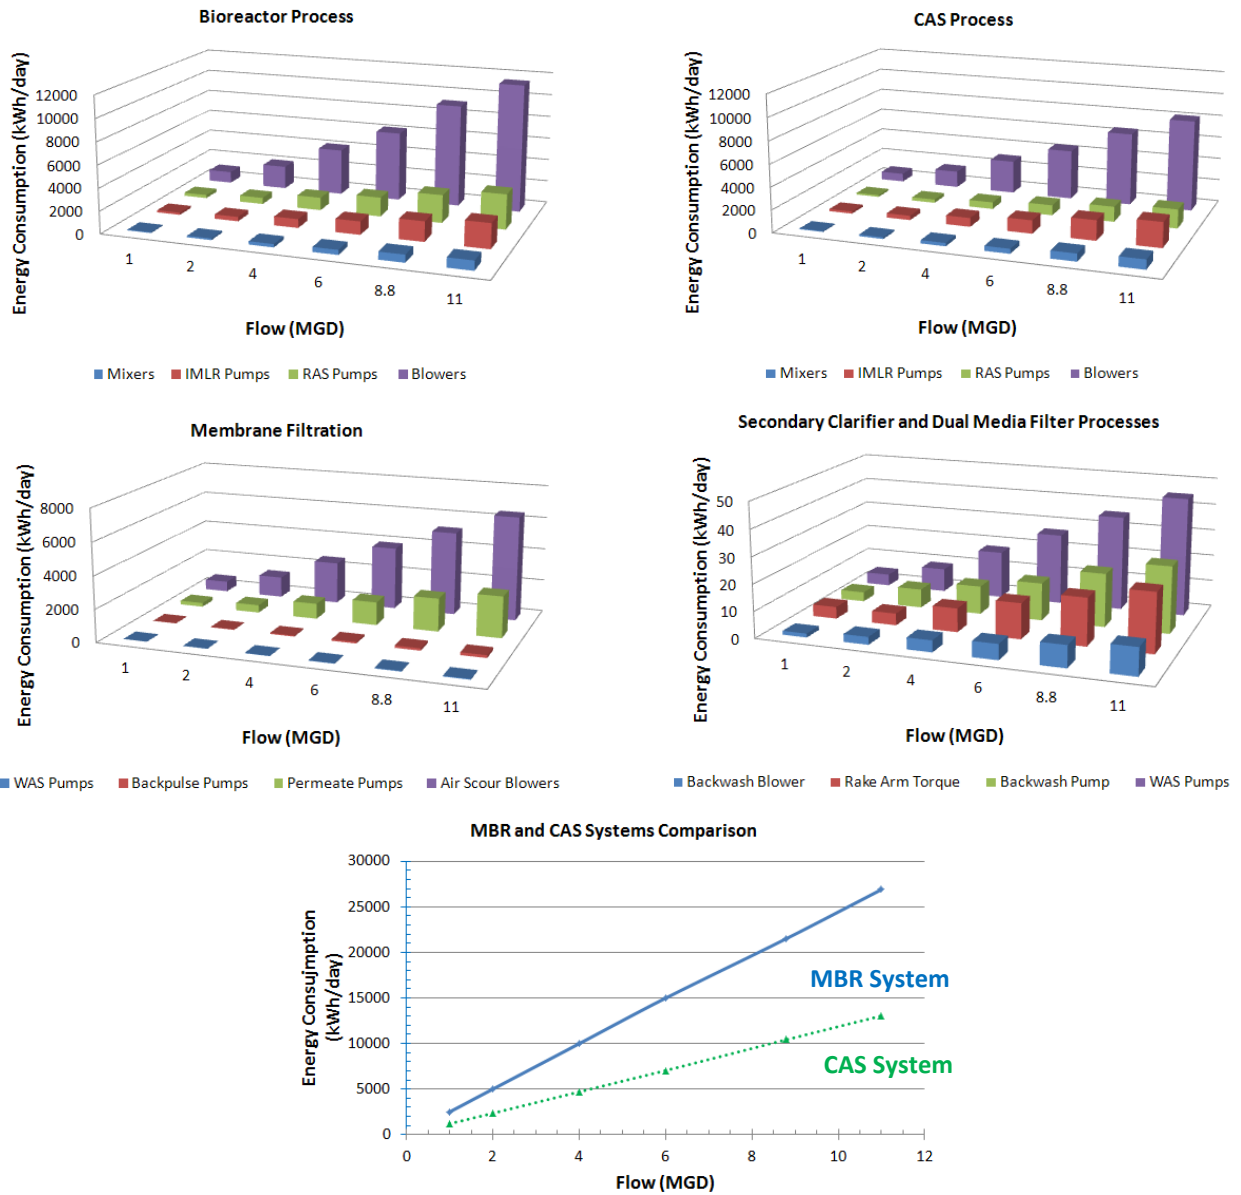 Bioreactor Process
Energy Consumption (kWh/day)
12000
10000
8000
6000
4000
2000
0
1
2
4
6
8.8
11
Flow (MGD)
Mixers IMLR Pumps RAS Pumps Blowers
CAS Process
Energy Consumption (kWh/day)
12000
10000
8000
6000
4000
2000
0
1
2
4
6
8.8
11
Flow (MGD)
Mixers IMLR Pumps RAS Pumps Blowers
Membrane Filtration
Energy Consumption (kWh/day)
8000
6000
4000
2000
0
1
2
4
6
8.8
11
Flow (MGD)
WAS Pumps Backpulse Pumps Permeate Pumps Air Scour Blowers
Secondary Clarifier and Dual Media Filter Processes
Energy Consumption (kWh/day)
50
40
30
20
10
0
1
2
4
6
8.8
11
Flow (MGD)
Backwash Blower Rake Arm Torque Backwash Pump WAS Pumps
MBR and CAS Systems Comparison
Energy Consujmption
(kWh/day)
30000
25000
20000
15000
10000
5000
0
MBR System
CAS System
0 2 4 6 8 10 12
Flow (MGD)